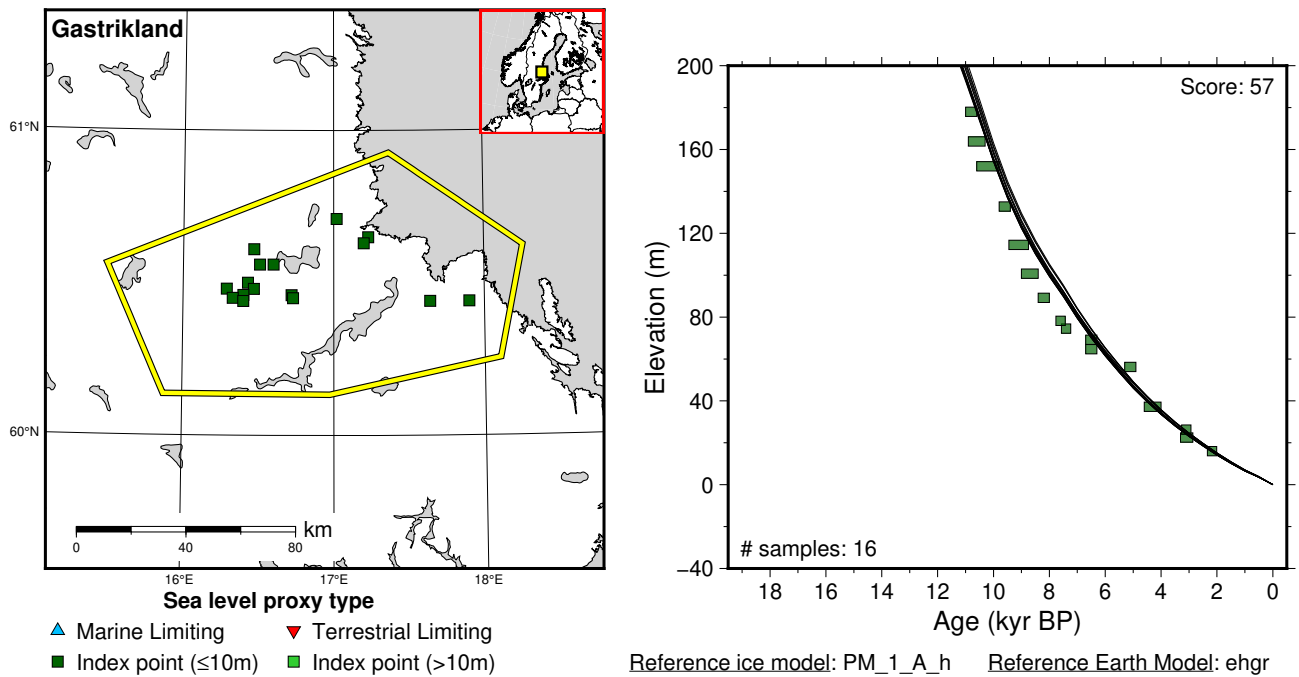 Gastrikland
61°N
60°N
16°E
17°E
18°E
0
40
80
km
Sea level proxy type
Marine Limiting
Terrestrial Limiting
Index point (≤10m)
Index point (>10m)
Score: 57
200
160
120
80
40
0
−40
Elevation (m)
# samples: 16
18 16 14 12 10 8 6 4 2 0
Age (kyr BP)
Reference ice model: PM_1_A_h
Reference Earth Model: ehgr